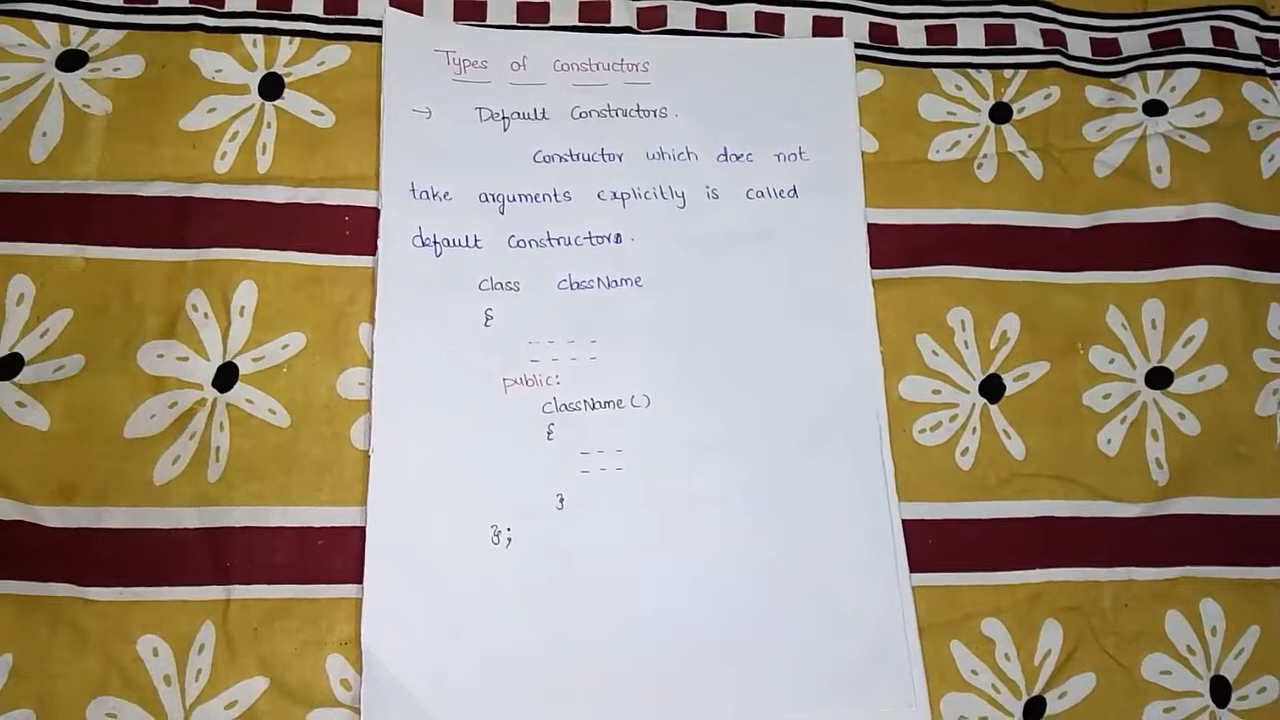 Types of constructors
→ Default Constructors.
Constructor which does not
take arguments explicitly is called
default constructors.
class className
{
- - - -
- - - -
public:
className()
{
- - -
- - -
}
};